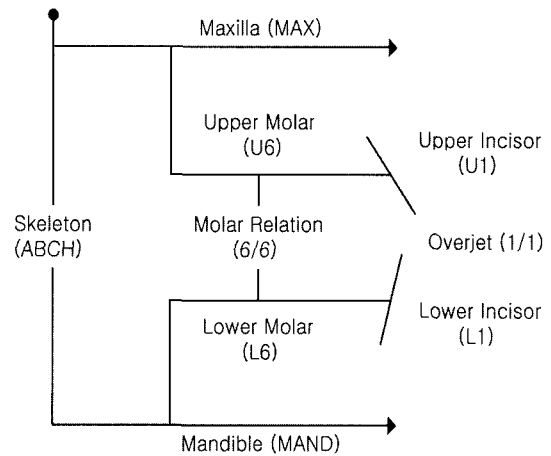 Maxilla (MAX)
Upper Molar
(U6)
Upper Incisor
(U1)
Skeleton
(ABCH)
Molar Relation
(6/6)
Overjet (1/1)
Lower Molar
(L6)
Lower Incisor
(L1)
Mandible (MAND)